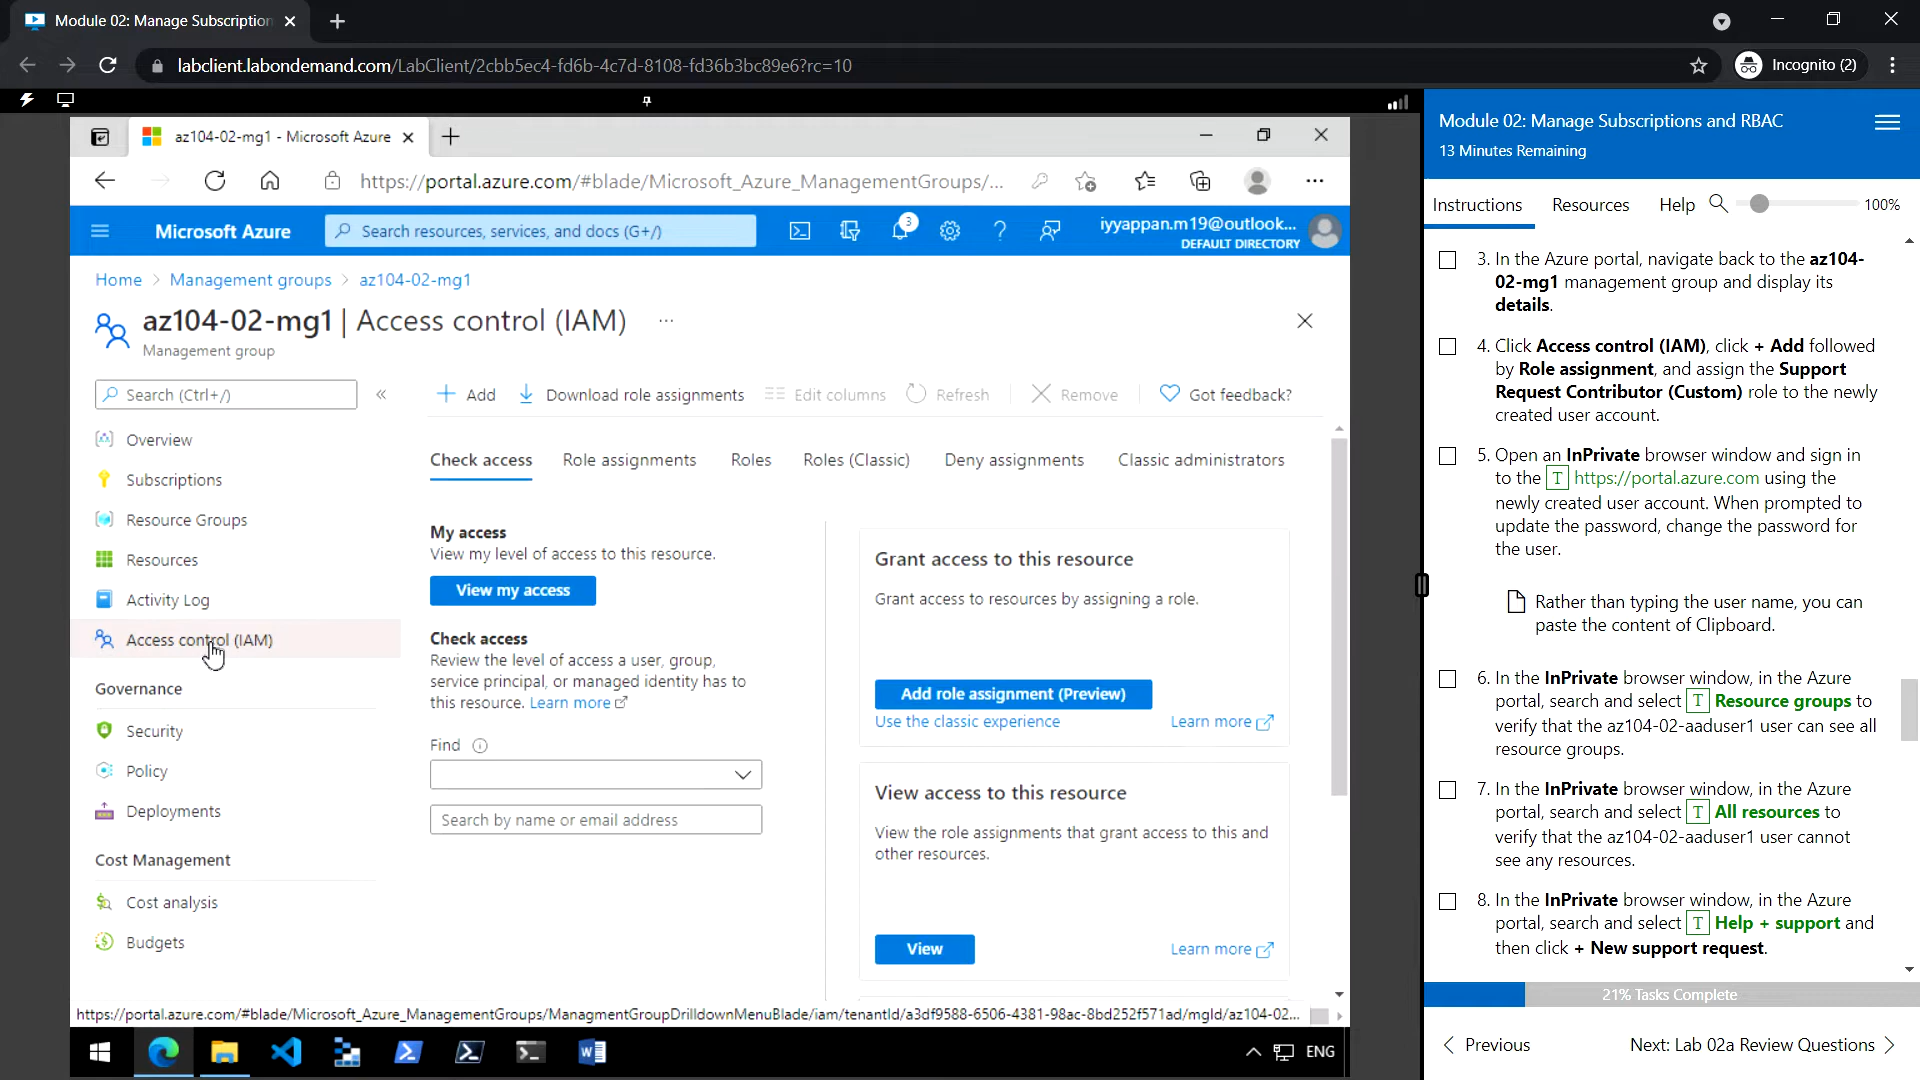 Module 02: Manage Subscription
labclient.labondemand.com/LabClient/2cbb5ec4-fd6b-4c7d-8108-fd36b3bc89e6?rc=10
Incognito (2)
az104-02-mg1 - Microsoft Azure
https://portal.azure.com/#blade/Microsoft_Azure_ManagementGroups/...
Microsoft Azure
Search resources, services, and docs (G+/)
3
iyyappan.m19@outlook...
DEFAULT DIRECTORY
Home > Management groups > az104-02-mg1
az104-02-mg1 | Access control (IAM) ...
Management group
Search (Ctrl+/)
«
Add
Download role assignments
Edit columns
Refresh
Remove
Got feedback?
Overview
Subscriptions
Resource Groups
Resources
Activity Log
Access control (IAM)
Governance
Security
Policy
Deployments
Cost Management
Cost analysis
Budgets
Check access
Role assignments
Roles
Roles (Classic)
Deny assignments
Classic administrators
My access
View my level of access to this resource.
View my access
Check access
Review the level of access a user, group,
service principal, or managed identity has to
this resource. Learn more
Find
Search by name or email address
Grant access to this resource
Grant access to resources by assigning a role.
Add role assignment (Preview)
Use the classic experience
Learn more
View access to this resource
View the role assignments that grant access to this and
other resources.
View
Learn more
https://portal.azure.com/#blade/Microsoft_Azure_ManagementGroups/ManagmentGroupDrilldownMenuBlade/iam/tenantId/a3df9588-6506-4381-98ac-8bd252f571ad/mgId/az104-02...
ENG
Module 02: Manage Subscriptions and RBAC
13 Minutes Remaining
Instructions
Resources
Help
100%
3. In the Azure portal, navigate back to the az104-
02-mg1 management group and display its
details.
4. Click Access control (IAM), click + Add followed
by Role assignment, and assign the Support
Request Contributor (Custom) role to the newly
created user account.
5. Open an InPrivate browser window and sign in
to the T https://portal.azure.com using the
newly created user account. When prompted to
update the password, change the password for
the user.
Rather than typing the user name, you can
paste the content of Clipboard.
6. In the InPrivate browser window, in the Azure
portal, search and select T Resource groups to
verify that the az104-02-aaduser1 user can see all
resource groups.
7. In the InPrivate browser window, in the Azure
portal, search and select T All resources to
verify that the az104-02-aaduser1 user cannot
see any resources.
8. In the InPrivate browser window, in the Azure
portal, search and select T Help + support and
then click + New support request.
21% Tasks Complete
Previous
Next: Lab 02a Review Questions